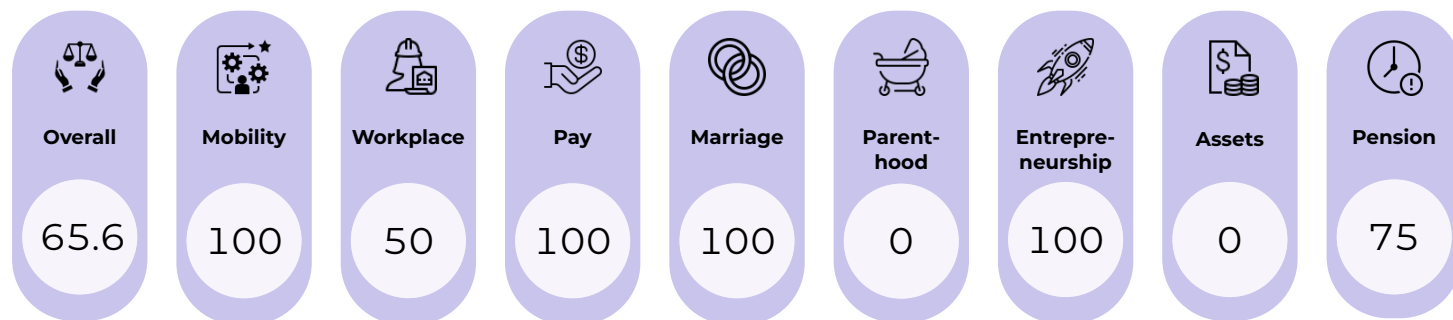 Overall
65.6
Mobility
100
Workplace
50
Pay
100
Marriage
100
Parent-
hood
0
Entrepre-
neurship
100
Assets
0
Pension
75